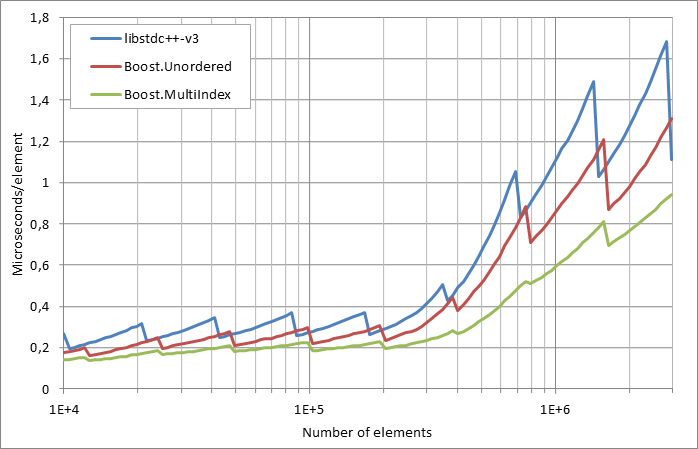 1,8
1,6
1,4
1,2
1
0,8
0,6
0,4
0,2
0
Microseconds/element
libstdc++-v3
Boost.Unordered
Boost.MultiIndex
1E+4
1E+5
1E+6
Number of elements